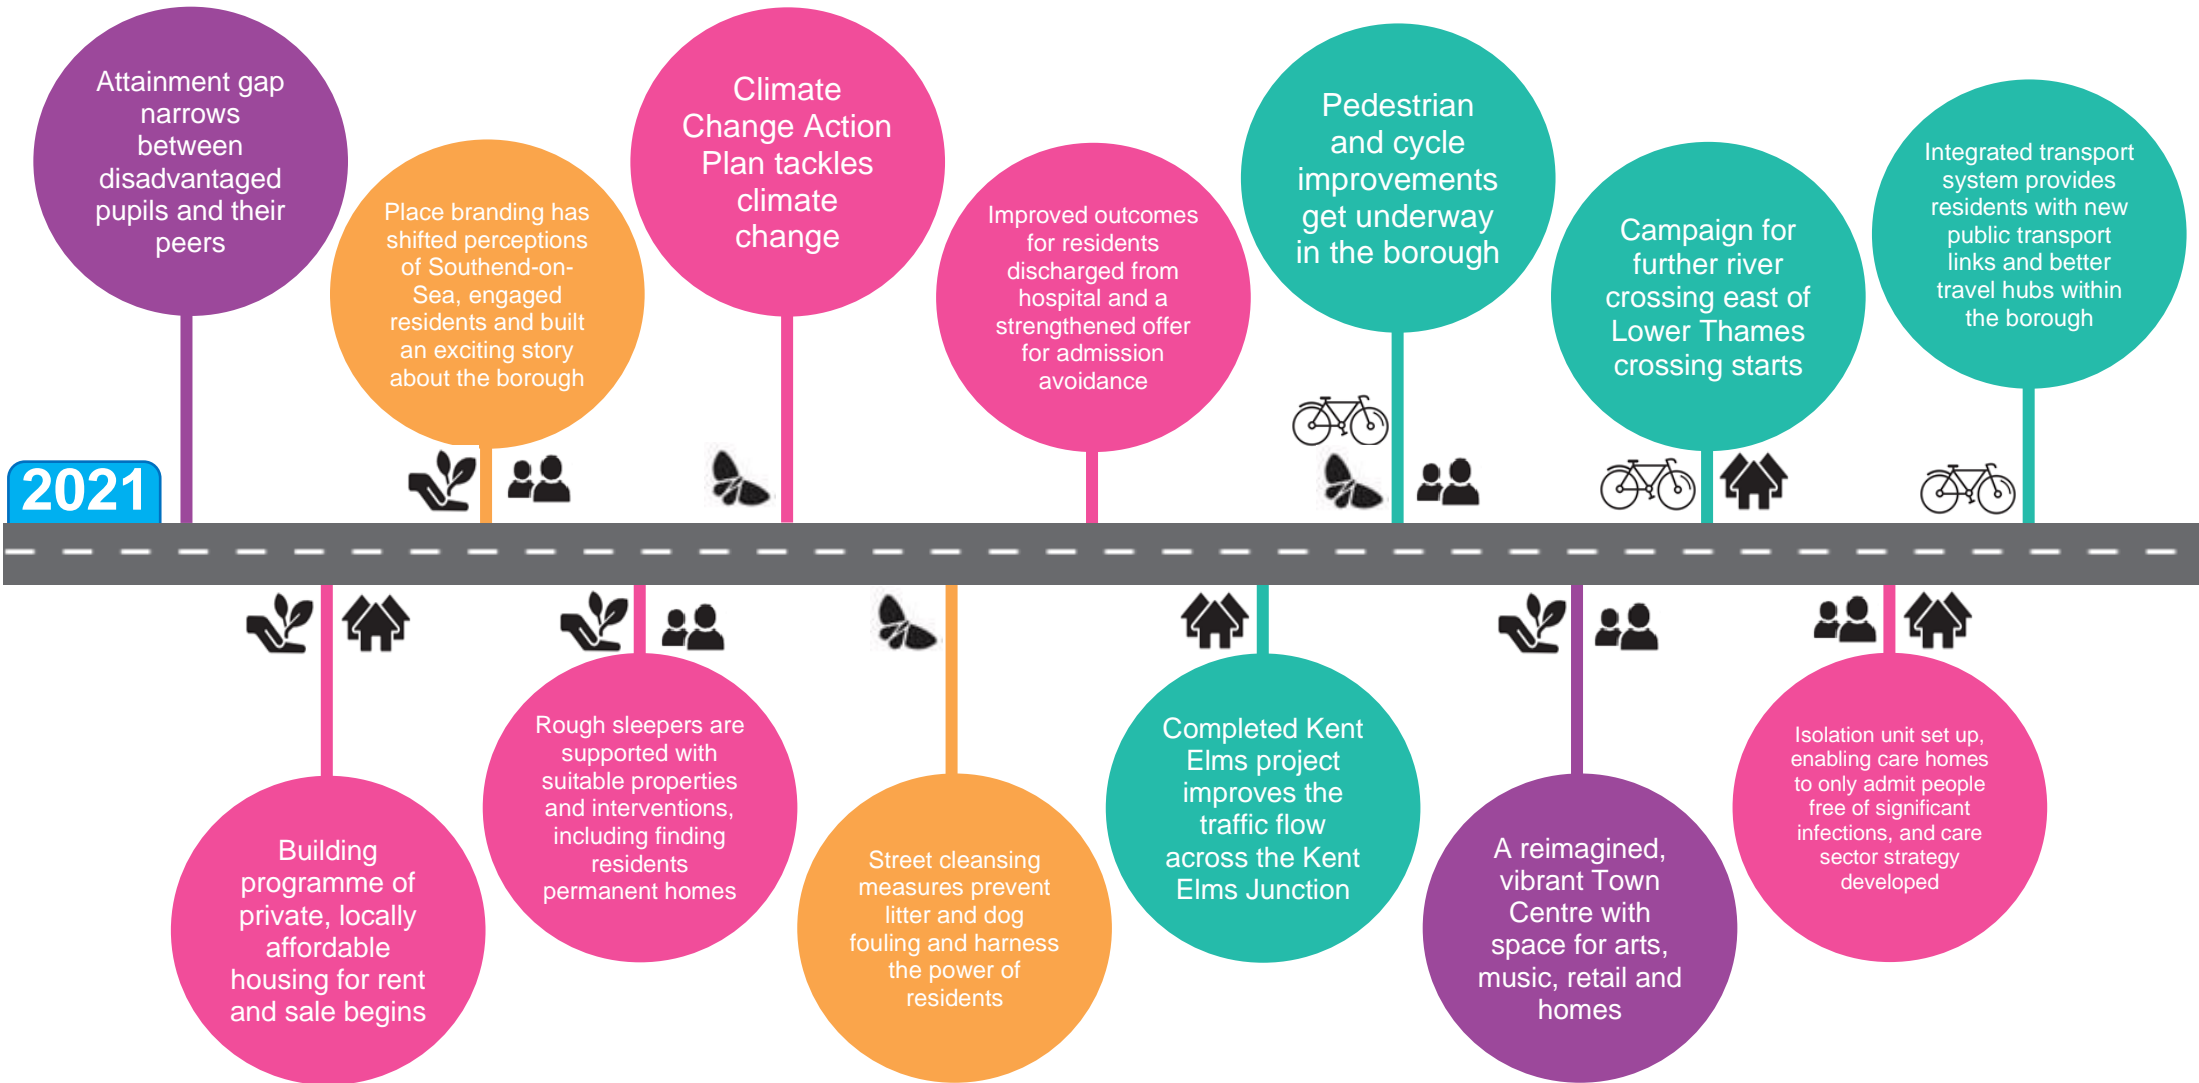 Attainment gap
narrows
between
disadvantaged
pupils and their
peers
Place branding has
shifted perceptions
of Southend-on-
Sea, engaged
residents and built
an exciting story
about the borough
Climate
Change Action
Plan tackles
climate
change
Improved outcomes
for residents
discharged from
hospital and a
strengthened offer
for admission
avoidance
Pedestrian
and cycle
improvements
get underway
in the borough
Campaign for
further river
crossing east of
Lower Thames
crossing starts
Integrated transport
system provides
residents with new
public transport
links and better
travel hubs within
the borough
2021
Building
programme of
private, locally
affordable
housing for rent
and sale begins
Rough sleepers are
supported with
suitable properties
and interventions,
including finding
residents
permanent homes
Street cleansing
measures prevent
litter and dog
fouling and harness
the power of
residents
Completed Kent
Elms project
improves the
traffic flow
across the Kent
Elms Junction
A reimagined,
vibrant Town
Centre with
space for arts,
music, retail and
homes
Isolation unit set up,
enabling care homes
to only admit people
free of significant
infections, and care
sector strategy
developed